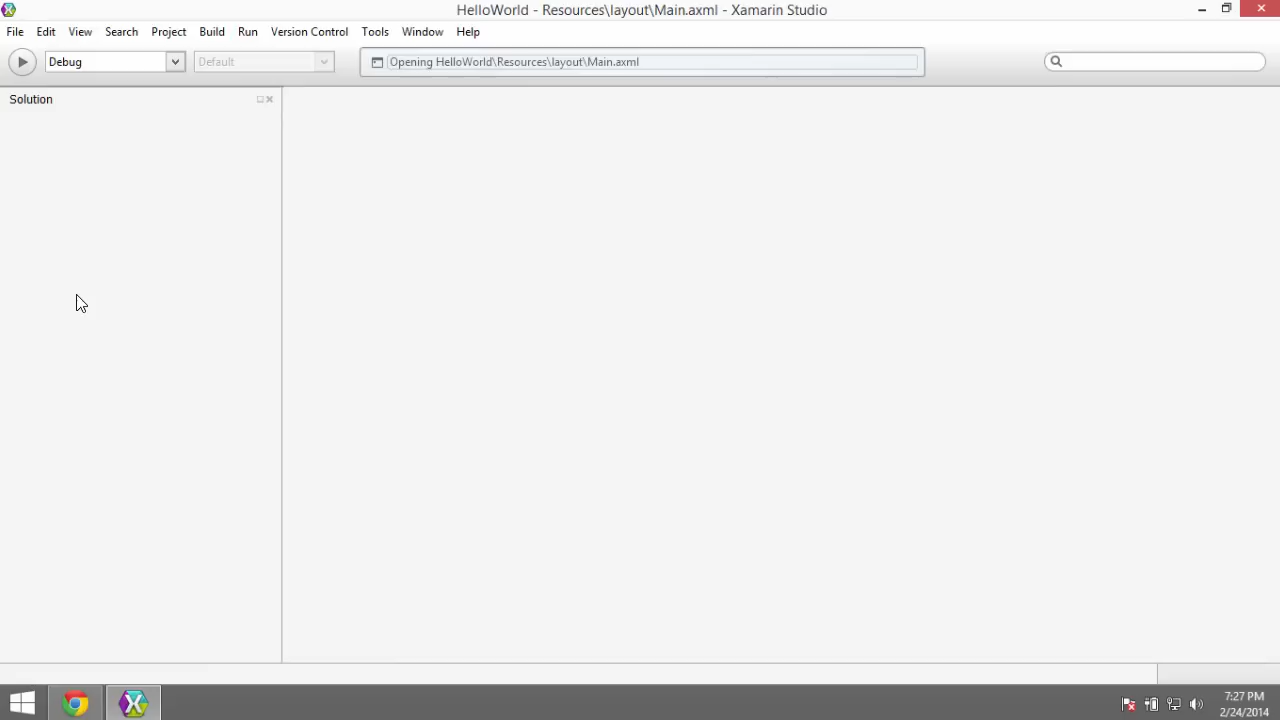 HelloWorld - Resources\layout\Main.axml - Xamarin Studio
File Edit View Search Project Build Run Version Control Tools Window Help
Debug Default Opening HelloWorld\Resources\layout\Main.axml
Solution
7:27 PM
2/24/2014